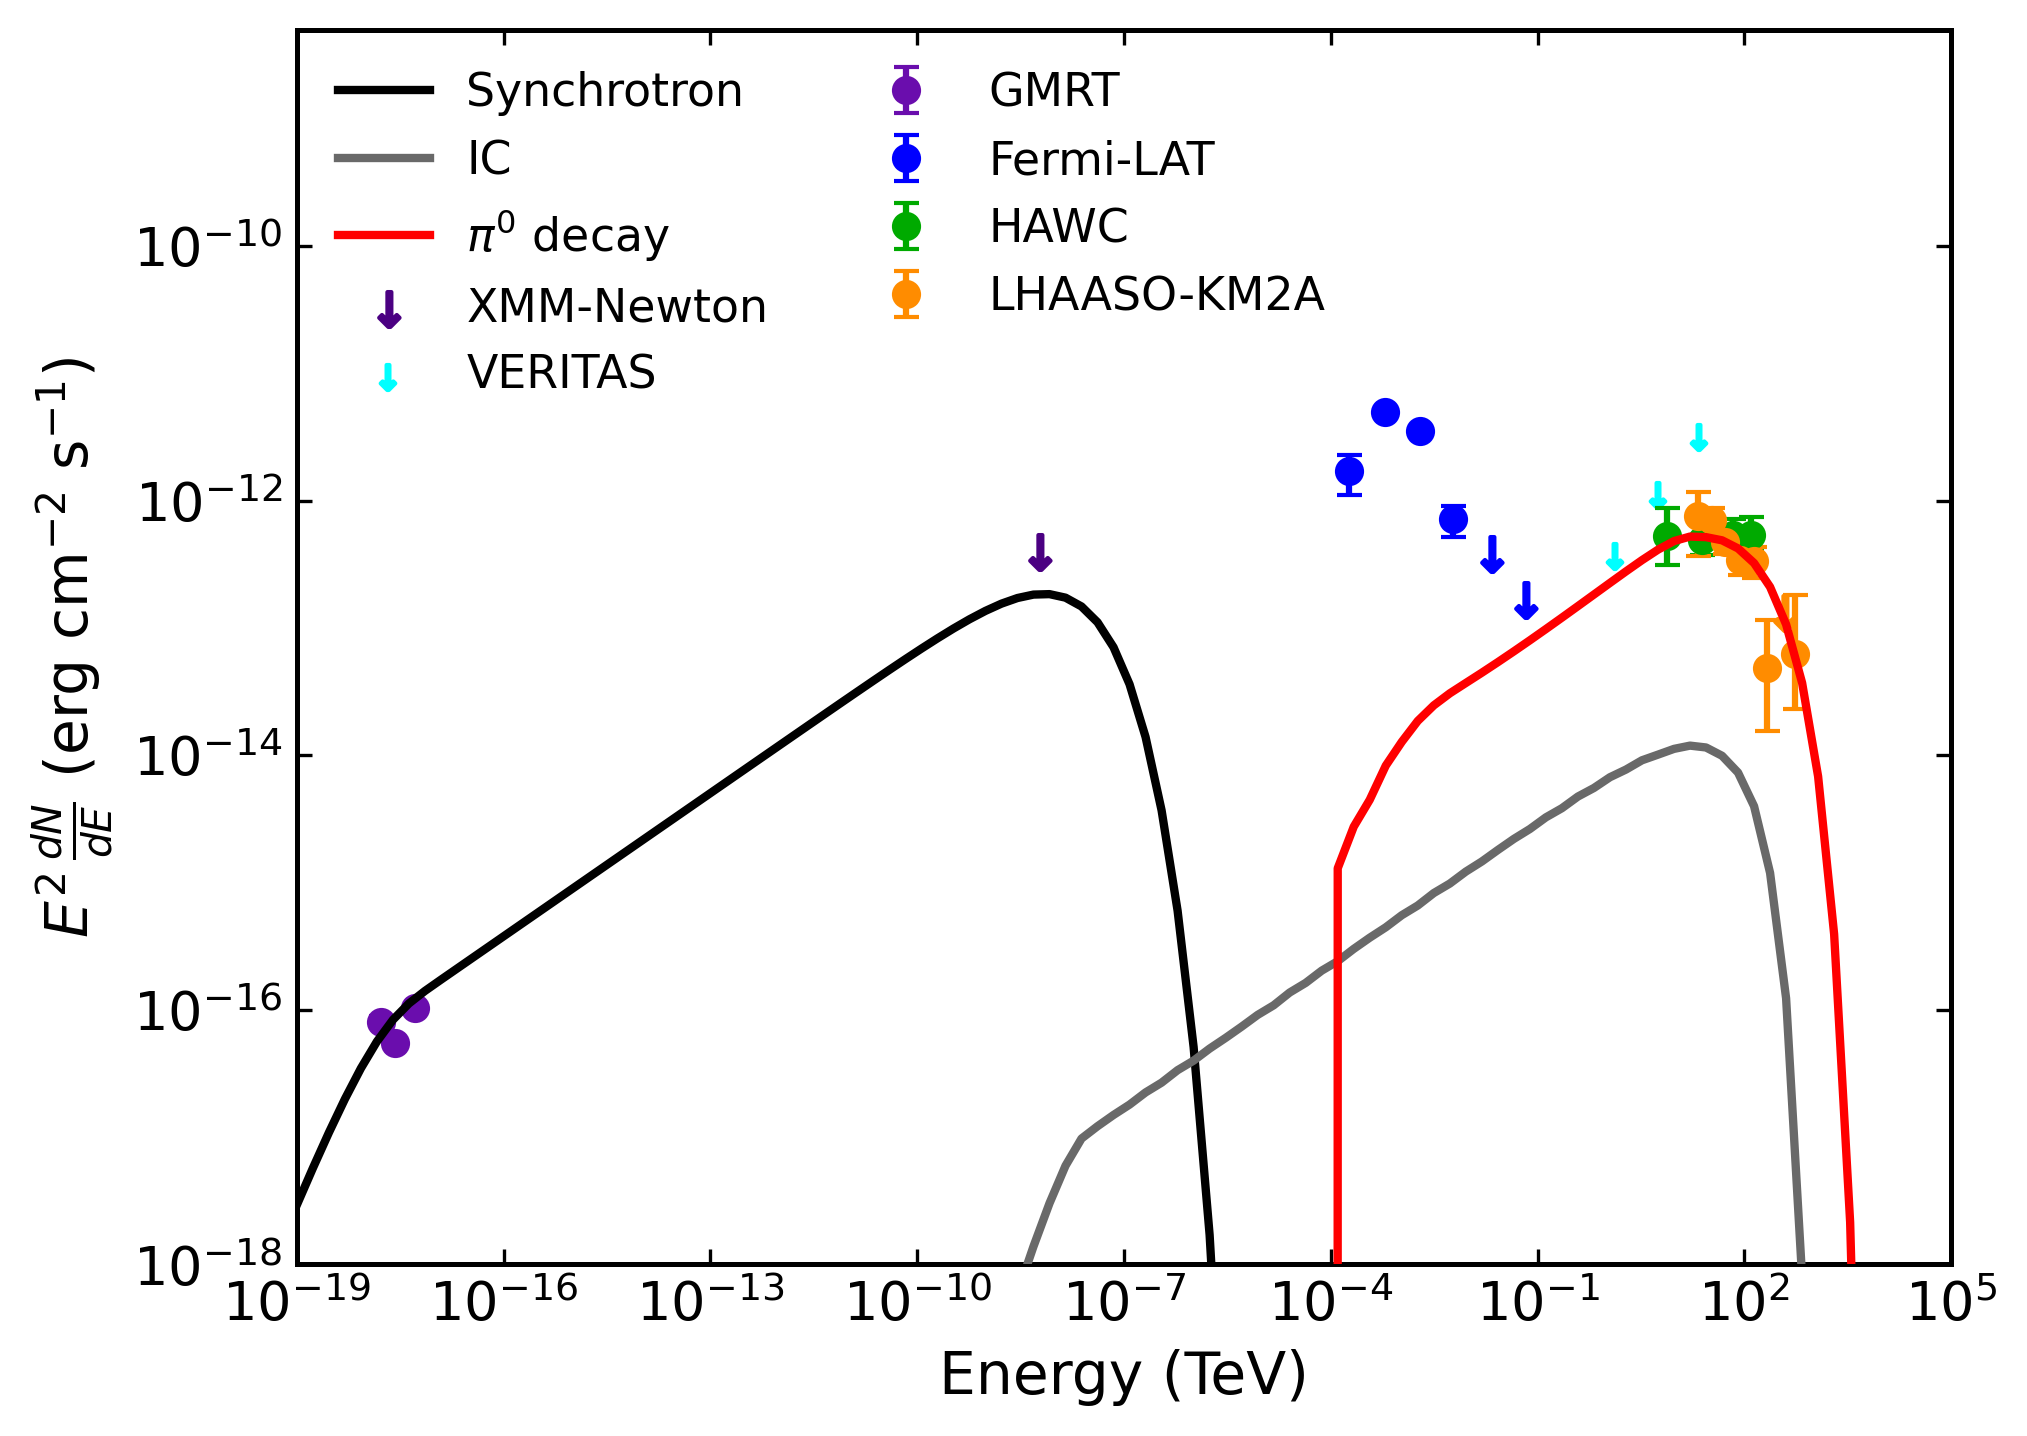 Synchrotron
IC
π⁰ decay
XMM-Newton
VERITAS
GMRT
Fermi-LAT
HAWC
LHAASO-KM2A
E² dN/dE (erg cm⁻² s⁻¹)
10⁻¹⁰
10⁻¹²
10⁻¹⁴
10⁻¹⁶
10⁻¹⁸
10⁻¹⁹ 10⁻¹⁶ 10⁻¹³ 10⁻¹⁰ 10⁻⁷ 10⁻⁴ 10⁻¹ 10² 10⁵
Energy (TeV)